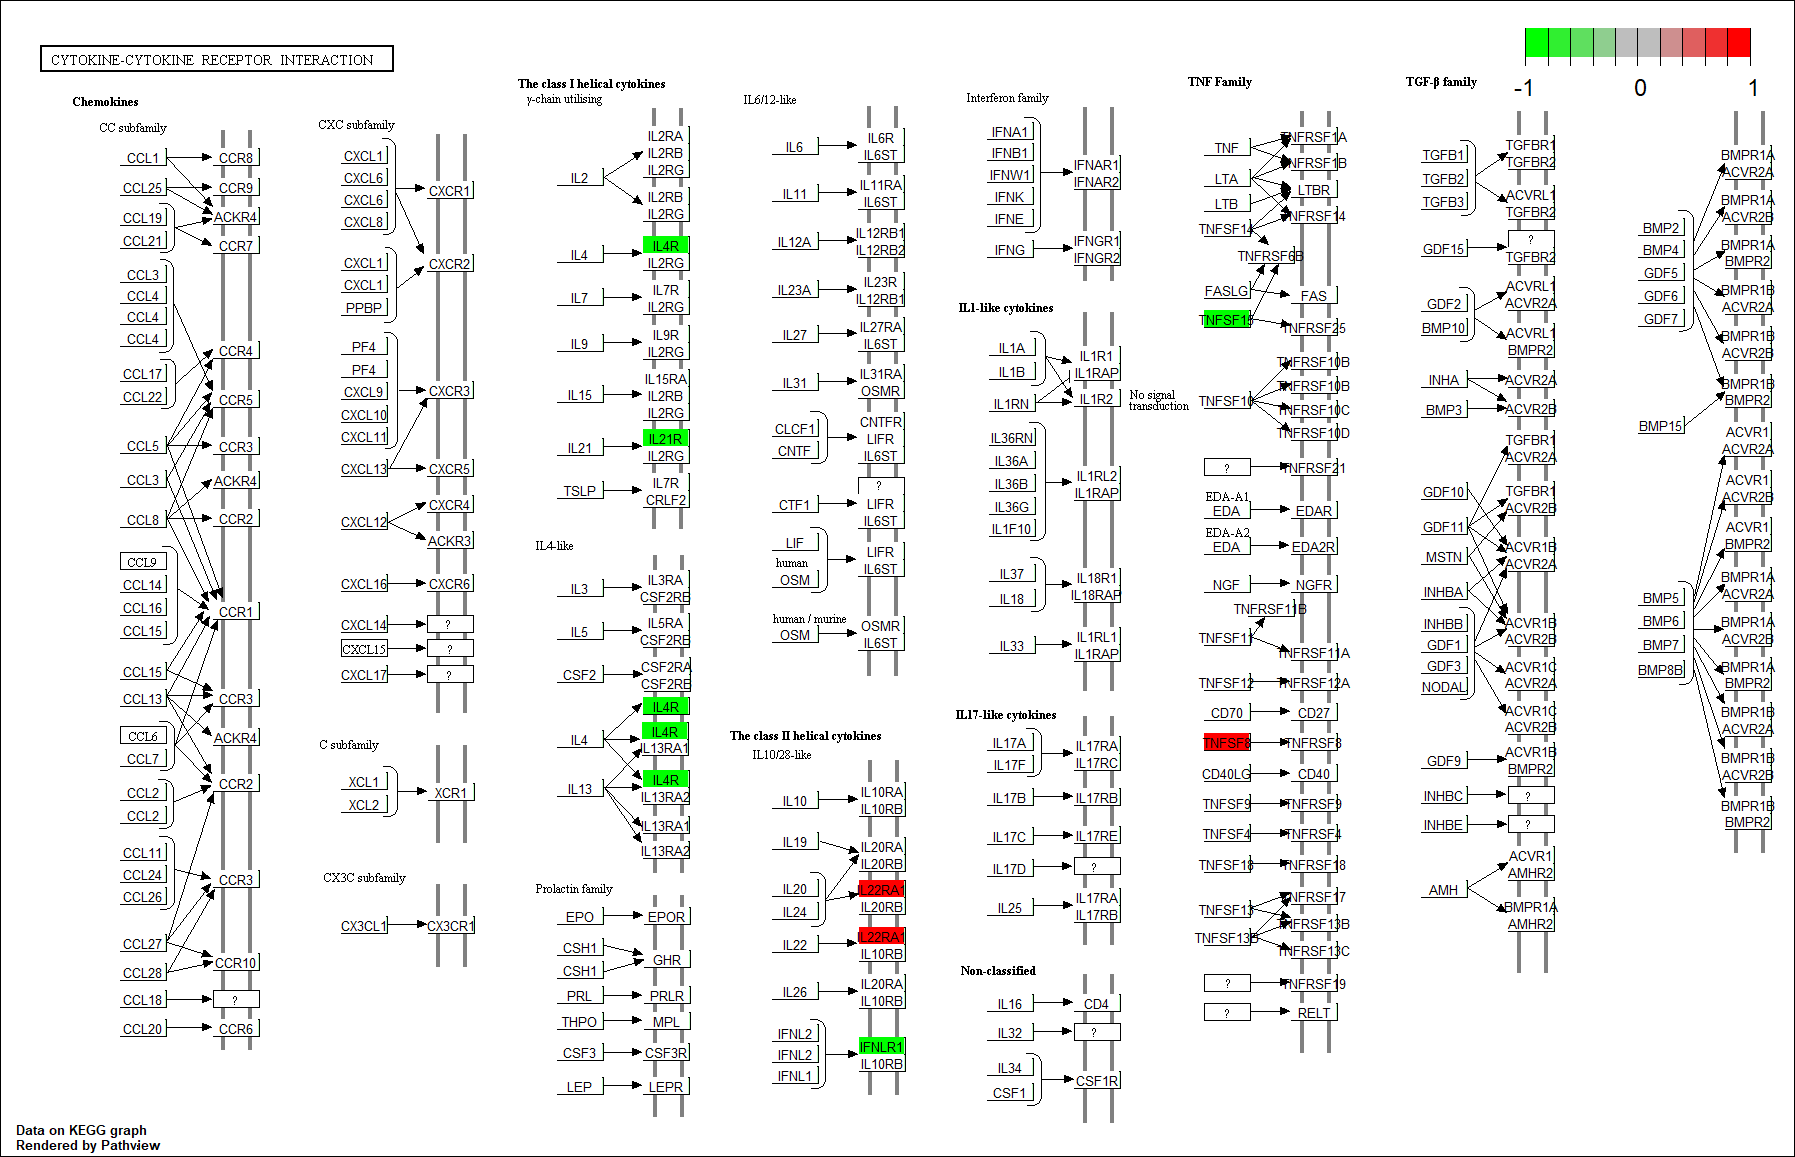 CYTOKINE-CYTOKINE RECEPTOR INTERACTION
-1
0
1
Chemokines
CC subfamily
CCL1
CCR8
CCL25
CCR9
CCL19
ACKR4
CCL21
CCR7
CCL3
CCL4
CCL4
CCL4
CCR4
CCL17
CCL22
CCR5
CCL5
CCR3
CCL3
ACKR4
CCL8
CCR2
CCL9
CCL14
CCL16
CCR1
CCL15
CCL15
CCL13
CCR3
CCL6
ACKR4
CCL7
CCR2
CCL2
CCL2
CCL11
CCL24
CCR3
CCL26
CCL27
CCR10
CCL28
CCL18
?
CCL20
CCR6
CXC subfamily
CXCL1
CXCL6
CXCR1
CXCL6
CXCL8
CXCL1
CXCR2
CXCL1
PPBP
PF4
PF4
CXCL9
CXCR3
CXCL10
CXCL11
CXCL13
CXCR5
CXCR4
CXCL12
ACKR3
CXCL16
CXCR6
CXCL14
?
CXCL15
?
CXCL17
?
C subfamily
XCL1
XCR1
XCL2
CX3C subfamily
CX3CL1
CX3CR1
The class I helical cytokines
γ-chain utilising
IL2RA
IL2RB
IL2RG
IL2
IL2RB
IL2RG
IL4R
IL4
IL2RG
IL7R
IL7
IL2RG
IL9R
IL9
IL2RG
IL15RA
IL15
IL2RB
IL2RG
IL21R
IL21
IL2RG
IL7R
TSLP
CRLF2
IL4-like
IL3RA
IL3
CSF2RB
IL5RA
IL5
CSF2RB
CSF2RA
CSF2
CSF2RB
IL4R
IL4R
IL4
IL13RA1
IL4R
IL13
IL13RA2
IL13RA1
IL13RA2
Prolactin family
EPO
EPOR
CSH1
GHR
CSH1
PRL
PRLR
THPO
MPL
CSF3
CSF3R
LEP
LEPR
IL6/12-like
IL6R
IL6
IL6ST
IL11RA
IL11
IL6ST
IL12RB1
IL12A
IL12RB2
IL23R
IL23A
IL12RB1
IL27RA
IL27
IL6ST
IL31RA
IL31
OSMR
CNTFR
CLCF1
LIFR
CNTF
IL6ST
?
CTF1
LIFR
IL6ST
LIF
LIFR
human
IL6ST
OSM
human / murine
OSMR
OSM
IL6ST
The class II helical cytokines
IL10/28-like
IL10RA
IL10
IL10RB
IL19
IL20RA
IL20RB
IL20
IL22RA1
IL24
IL20RB
IL22RA1
IL22
IL10RB
IL20RA
IL26
IL10RB
IFNL2
IFNLR1
IFNL2
IL10RB
IFNL1
Interferon family
IFNA1
IFNB1
IFNAR1
IFNW1
IFNAR2
IFNK
IFNE
IFNGR1
IFNG
IFNGR2
IL1-like cytokines
IL1A
IL1R1
IL1B
IL1RAP
IL1RN
IL1R2
No signal
transduction
IL36RN
IL36A
IL1RL2
IL36B
IL1RAP
IL36G
IL1F10
IL37
IL18R1
IL18
IL18RAP
IL1RL1
IL33
IL1RAP
IL17-like cytokines
IL17A
IL17RA
IL17F
IL17RC
IL17B
IL17RB
IL17C
IL17RE
IL17D
?
IL17RA
IL25
IL17RB
Non-classified
IL16
CD4
IL32
?
IL34
CSF1R
CSF1
TNF Family
TNFRSF1A
TNF
TNFRSF1B
LTA
LTBR
LTB
TNFRSF14
TNFSF14
TNFRSF6B
FASLG
FAS
TNFSF15
TNFRSF25
TNFRSF10B
TNFRSF10B
TNFSF10
TNFRSF10C
TNFRSF10D
?
TNFRSF21
EDA-A1
EDA
EDAR
EDA-A2
EDA
EDA2R
NGF
NGFR
TNFRSF11B
TNFSF11
TNFRSF11A
TNFSF12
TNFRSF12A
CD70
CD27
TNFSF8
TNFRSF8
CD40LG
CD40
TNFSF9
TNFRSF9
TNFSF4
TNFRSF4
TNFSF18
TNFRSF18
TNFRSF17
TNFSF13
TNFRSF13B
TNFSF13B
TNFRSF13C
?
TNFRSF19
?
RELT
TGF-β family
TGFB1
TGFBR1
TGFBR2
TGFB2
ACVRL1
TGFB3
TGFBR2
?
GDF15
TGFBR2
ACVRL1
GDF2
ACVR2A
BMP10
ACVRL1
BMPR2
INHA
ACVR2A
BMP3
ACVR2B
TGFBR1
ACVR2A
GDF10
TGFBR1
ACVR2B
GDF11
ACVR1B
MSTN
ACVR2A
INHBA
INHBB
ACVR1B
GDF1
ACVR2B
GDF3
ACVR1C
NODAL
ACVR2A
ACVR1C
ACVR2B
GDF9
ACVR1B
BMPR2
INHBC
?
INHBE
?
ACVR1
AMHR2
AMH
BMPR1A
AMHR2
BMPR1A
ACVR2A
BMPR1A
ACVR2B
BMP2
BMP4
BMPR1A
BMPR2
GDF5
GDF6
BMPR1B
ACVR2A
GDF7
BMPR1B
ACVR2B
BMPR1B
BMPR2
BMP15
ACVR1
ACVR2A
ACVR1
ACVR2B
ACVR1
BMPR2
BMPR1A
ACVR2A
BMP5
BMP6
BMPR1A
ACVR2B
BMP7
BMP8B
BMPR1A
BMPR2
BMPR1B
ACVR2A
BMPR1B
ACVR2B
BMPR1B
BMPR2
Data on KEGG graph
Rendered by Pathview